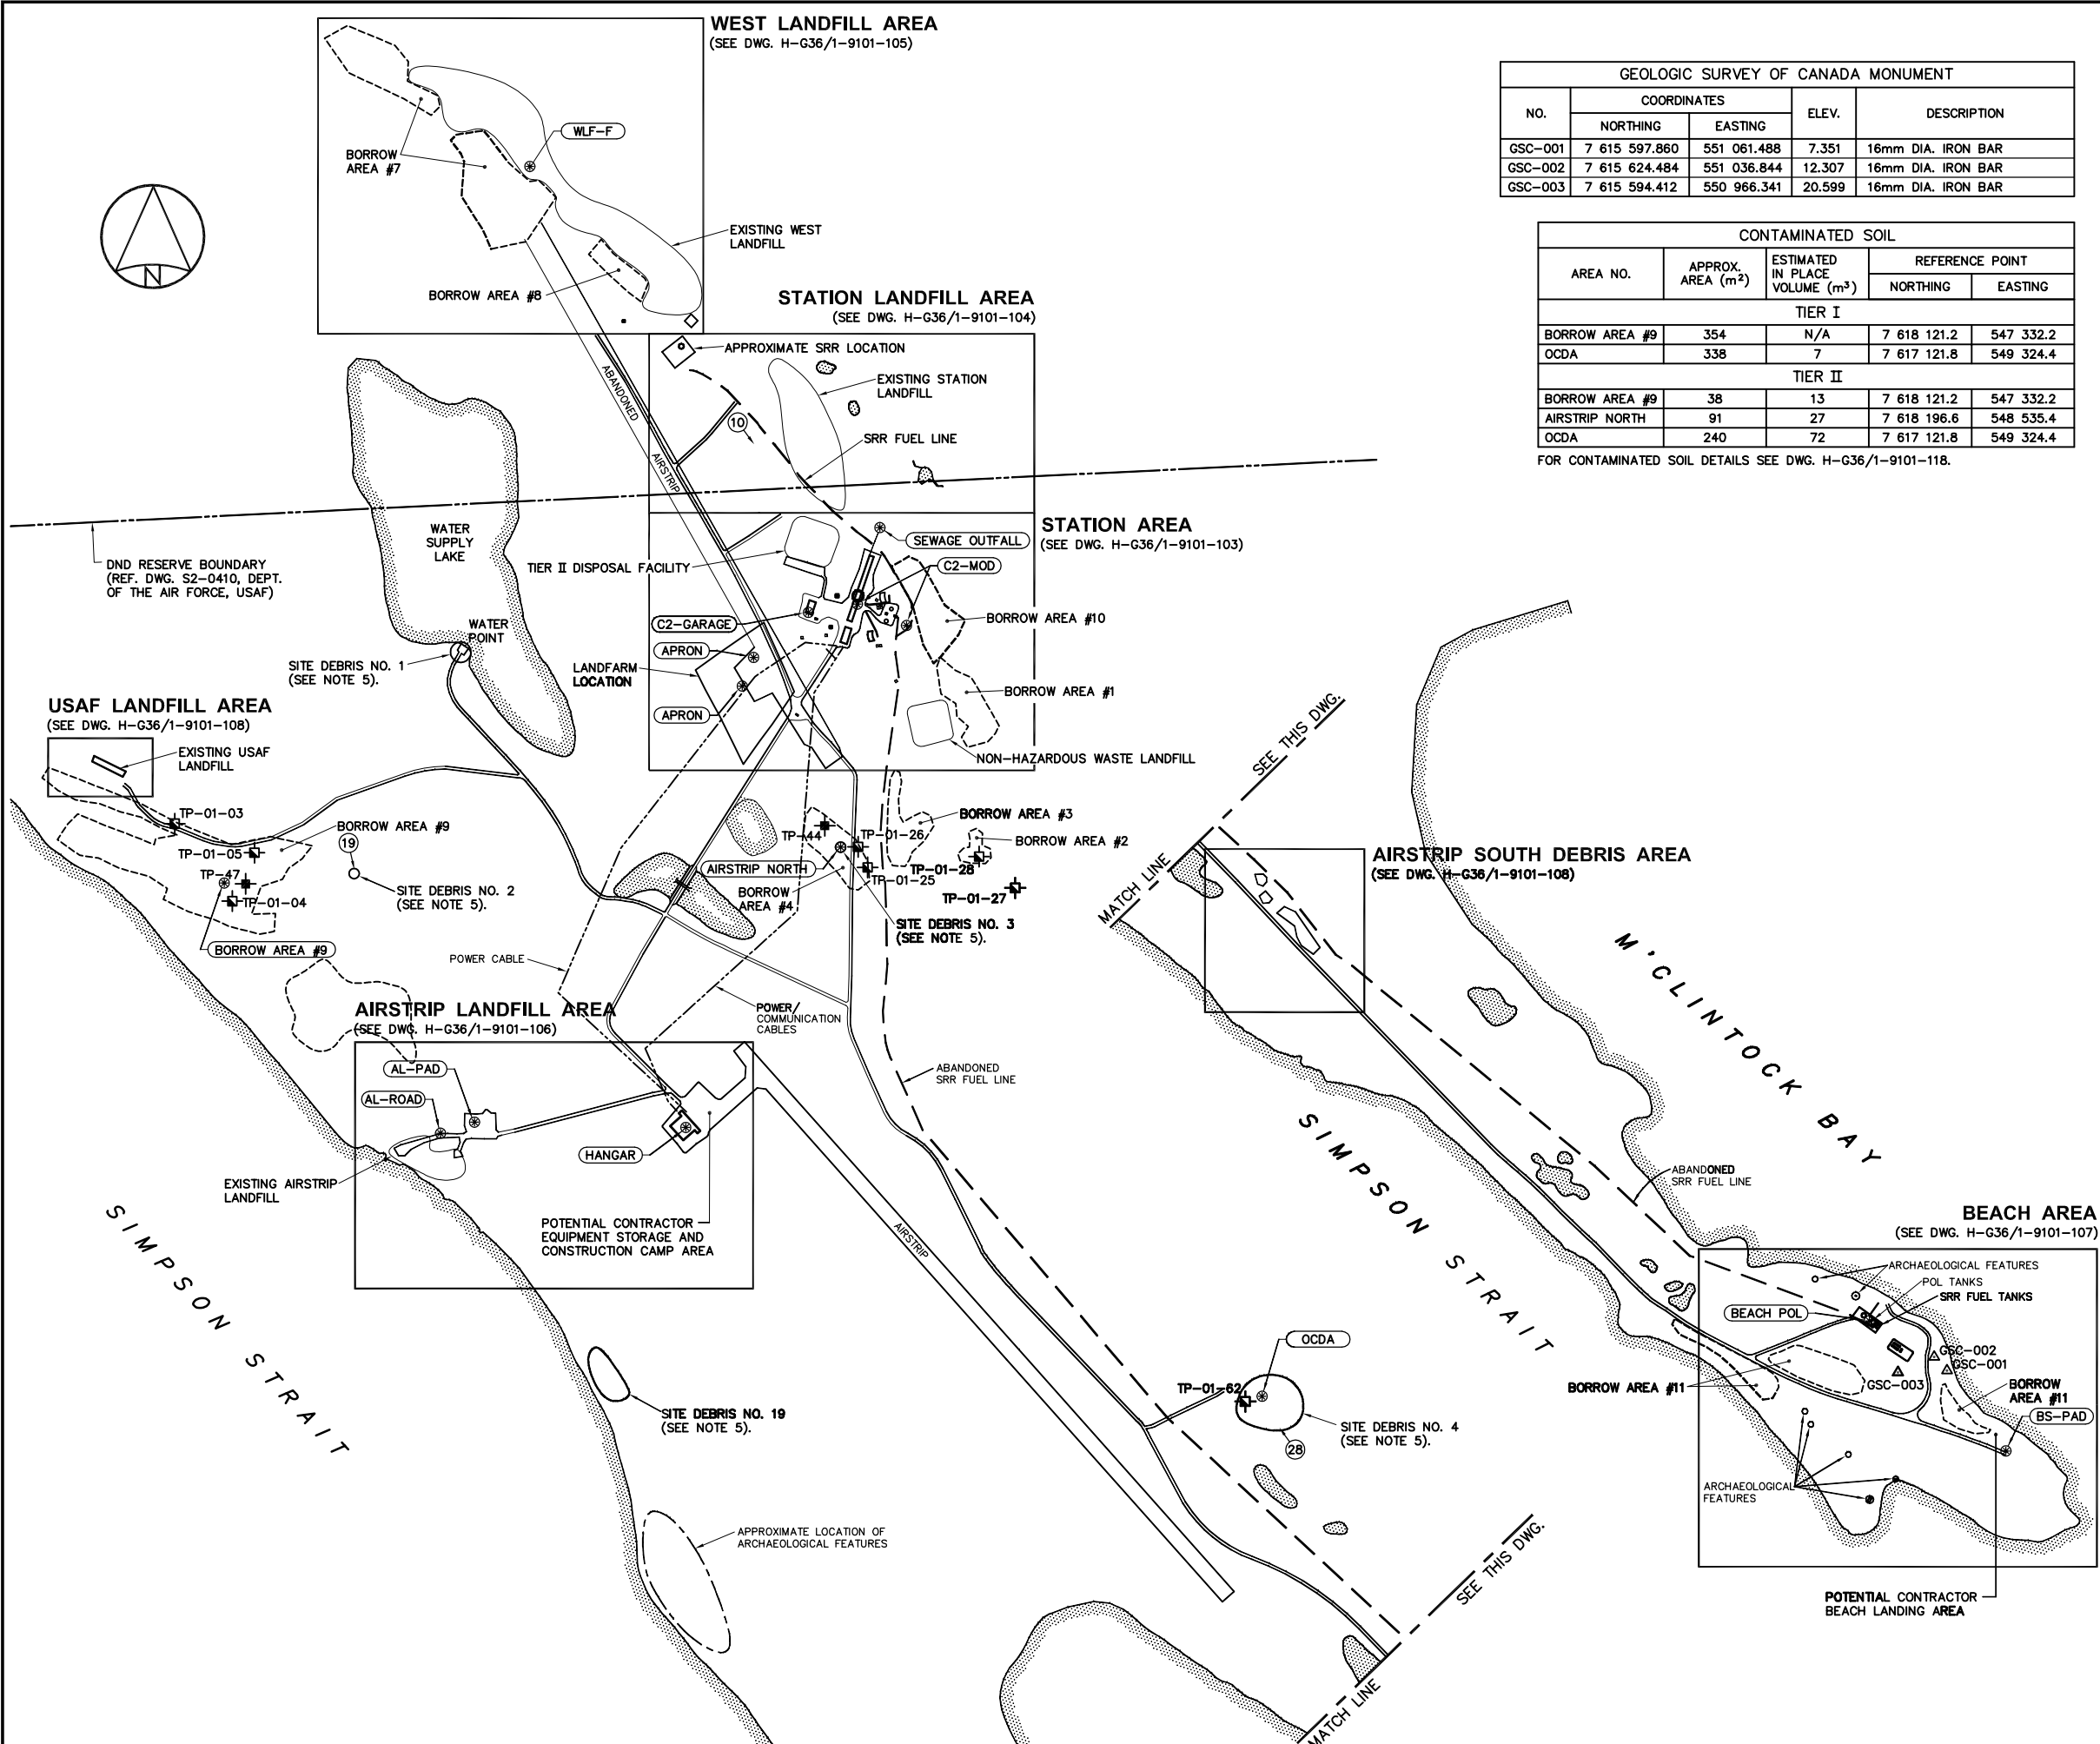 WEST LANDFILL AREA
(SEE DWG. H-G36/1-9101-105)
WLF-F
BORROW
AREA #7
EXISTING WEST
LANDFILL
BORROW AREA #8
N
GEOLOGIC SURVEY OF CANADA MONUMENT
NO. COORDINATES ELEV. DESCRIPTION
NORTHING EASTING
GSC-001 7 615 597.860 551 061.488 7.351 16mm DIA. IRON BAR
GSC-002 7 615 624.484 551 036.844 12.307 16mm DIA. IRON BAR
GSC-003 7 615 594.412 550 966.341 20.599 16mm DIA. IRON BAR
CONTAMINATED SOIL
AREA NO. APPROX. AREA (m²) ESTIMATED IN PLACE VOLUME (m³) REFERENCE POINT
NORTHING EASTING
TIER I
BORROW AREA #9 354 N/A 7 618 121.2 547 332.2
OCDA 338 7 7 617 121.8 549 324.4
TIER II
BORROW AREA #9 38 13 7 618 121.2 547 332.2
AIRSTRIP NORTH 91 27 7 618 196.6 548 535.4
OCDA 240 72 7 617 121.8 549 324.4
FOR CONTAMINATED SOIL DETAILS SEE DWG. H-G36/1-9101-118.
STATION LANDFILL AREA
(SEE DWG. H-G36/1-9101-104)
APPROXIMATE SRR LOCATION
EXISTING STATION
LANDFILL
10
SRR FUEL LINE
ABANDONED
AIRSTRIP
WATER
SUPPLY
LAKE
DND RESERVE BOUNDARY
(REF. DWG. S2-0410, DEPT.
OF THE AIR FORCE, USAF)
STATION AREA
(SEE DWG. H-G36/1-9101-103)
SEWAGE OUTFALL
TIER II DISPOSAL FACILITY
C2-MOD
C2-GARAGE
BORROW AREA #10
APRON
LANDFARM
LOCATION
BORROW AREA #1
APRON
NON-HAZARDOUS WASTE LANDFILL
WATER
POINT
SITE DEBRIS NO. 1
(SEE NOTE 5).
USAF LANDFILL AREA
(SEE DWG. H-G36/1-9101-108)
EXISTING USAF
LANDFILL
TP-01-03
BORROW AREA #9
19
TP-01-05
TP-47
TP-01-04
SITE DEBRIS NO. 2
(SEE NOTE 5).
BORROW AREA #9
BORROW AREA #3
TP-44
TP-01-26
BORROW AREA #2
AIRSTRIP NORTH
TP-01-28
TP-01-25
BORROW
AREA #4
TP-01-27
SITE DEBRIS NO. 3
(SEE NOTE 5).
POWER CABLE
POWER/
COMMUNICATION
CABLES
ABANDONED
SRR FUEL LINE
AIRSTRIP LANDFILL AREA
(SEE DWG. H-G36/1-9101-106)
AL-PAD
AL-ROAD
HANGAR
EXISTING AIRSTRIP
LANDFILL
POTENTIAL CONTRACTOR
EQUIPMENT STORAGE AND
CONSTRUCTION CAMP AREA
AIRSTRIP
SIMPSON STRAIT
SITE DEBRIS NO. 19
(SEE NOTE 5).
APPROXIMATE LOCATION OF
ARCHAEOLOGICAL FEATURES
OCDA
TP-01-62
SITE DEBRIS NO. 4
(SEE NOTE 5).
28
SEE THIS DWG.
MATCH LINE
SEE THIS DWG.
MATCH LINE
AIRSTRIP SOUTH DEBRIS AREA
(SEE DWG. H-G36/1-9101-108)
M'CLINTOCK BAY
SIMPSON STRAIT
ABANDONED
SRR FUEL LINE
BEACH AREA
(SEE DWG. H-G36/1-9101-107)
ARCHAEOLOGICAL FEATURES
POL TANKS
SRR FUEL TANKS
BEACH POL
GSC-002
GSC-001
GSC-003
BORROW AREA #11
BORROW
AREA #11
BS-PAD
ARCHAEOLOGICAL
FEATURES
POTENTIAL CONTRACTOR
BEACH LANDING AREA